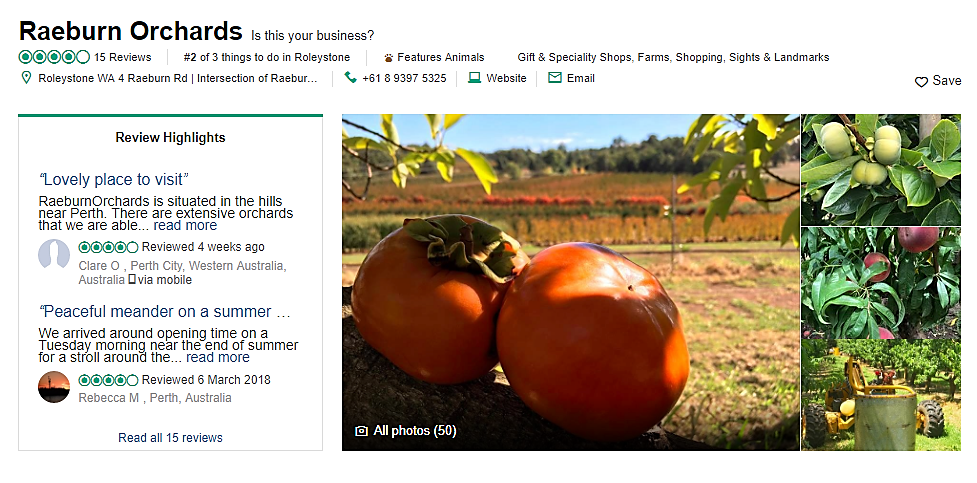 Raeburn Orchards Is this your business?
15 Reviews #2 of 3 things to do in Roleystone Features Animals Gift & Speciality Shops, Farms, Shopping, Sights & Landmarks
Roleystone WA 4 Raeburn Rd | Intersection of Raebur... +61 8 9397 5325 Website Email
Save
Review Highlights
“Lovely place to visit”
RaeburnOrchards is situated in the hills
near Perth. There are extensive orchards
that we are able... read more
Reviewed 4 weeks ago
Clare O , Perth City, Western Australia,
Australia via mobile
“Peaceful meander on a summer ...
We arrived around opening time on a
Tuesday morning near the end of summer
for a stroll around the... read more
Reviewed 6 March 2018
Rebecca M , Perth, Australia
Read all 15 reviews
All photos (50)